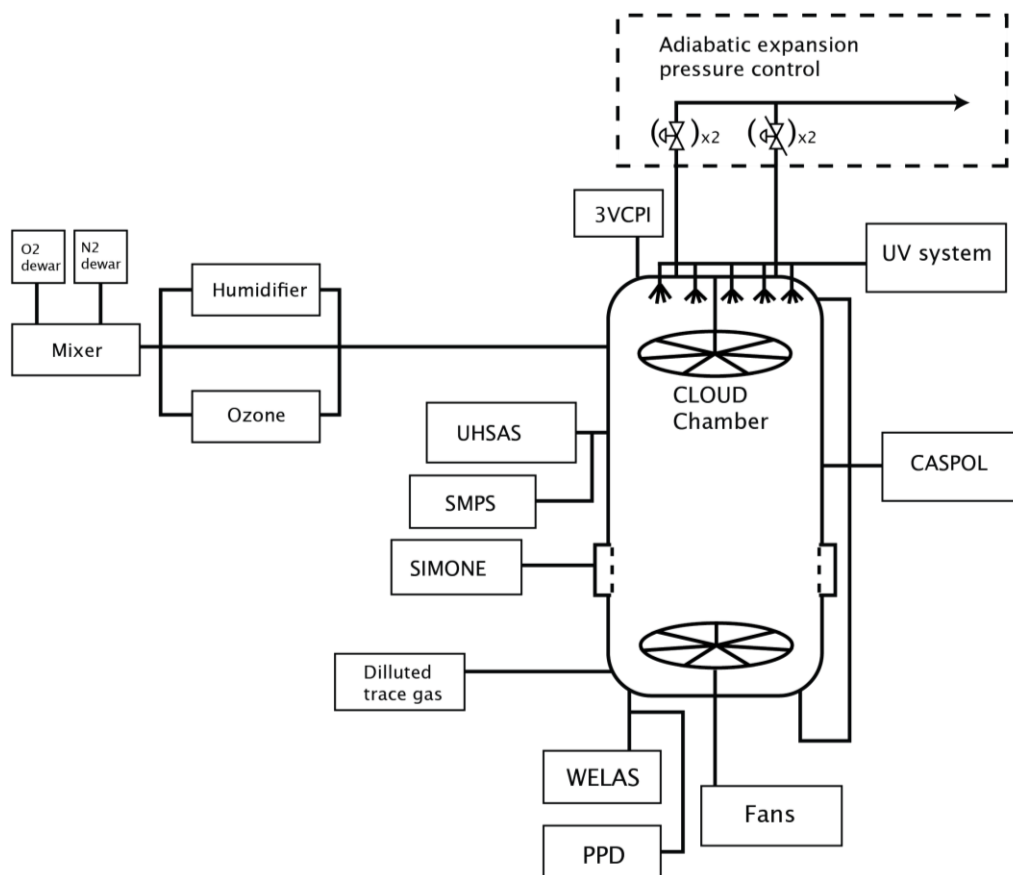 Adiabatic expansion
pressure control
( )x2
( )x2
3VCPI
UV system
O2
dewar
N2
dewar
Humidifier
Mixer
Ozone
CLOUD
Chamber
UHSAS
CASPOL
SMPS
SIMONE
Dilluted
trace gas
WELAS
Fans
PPD